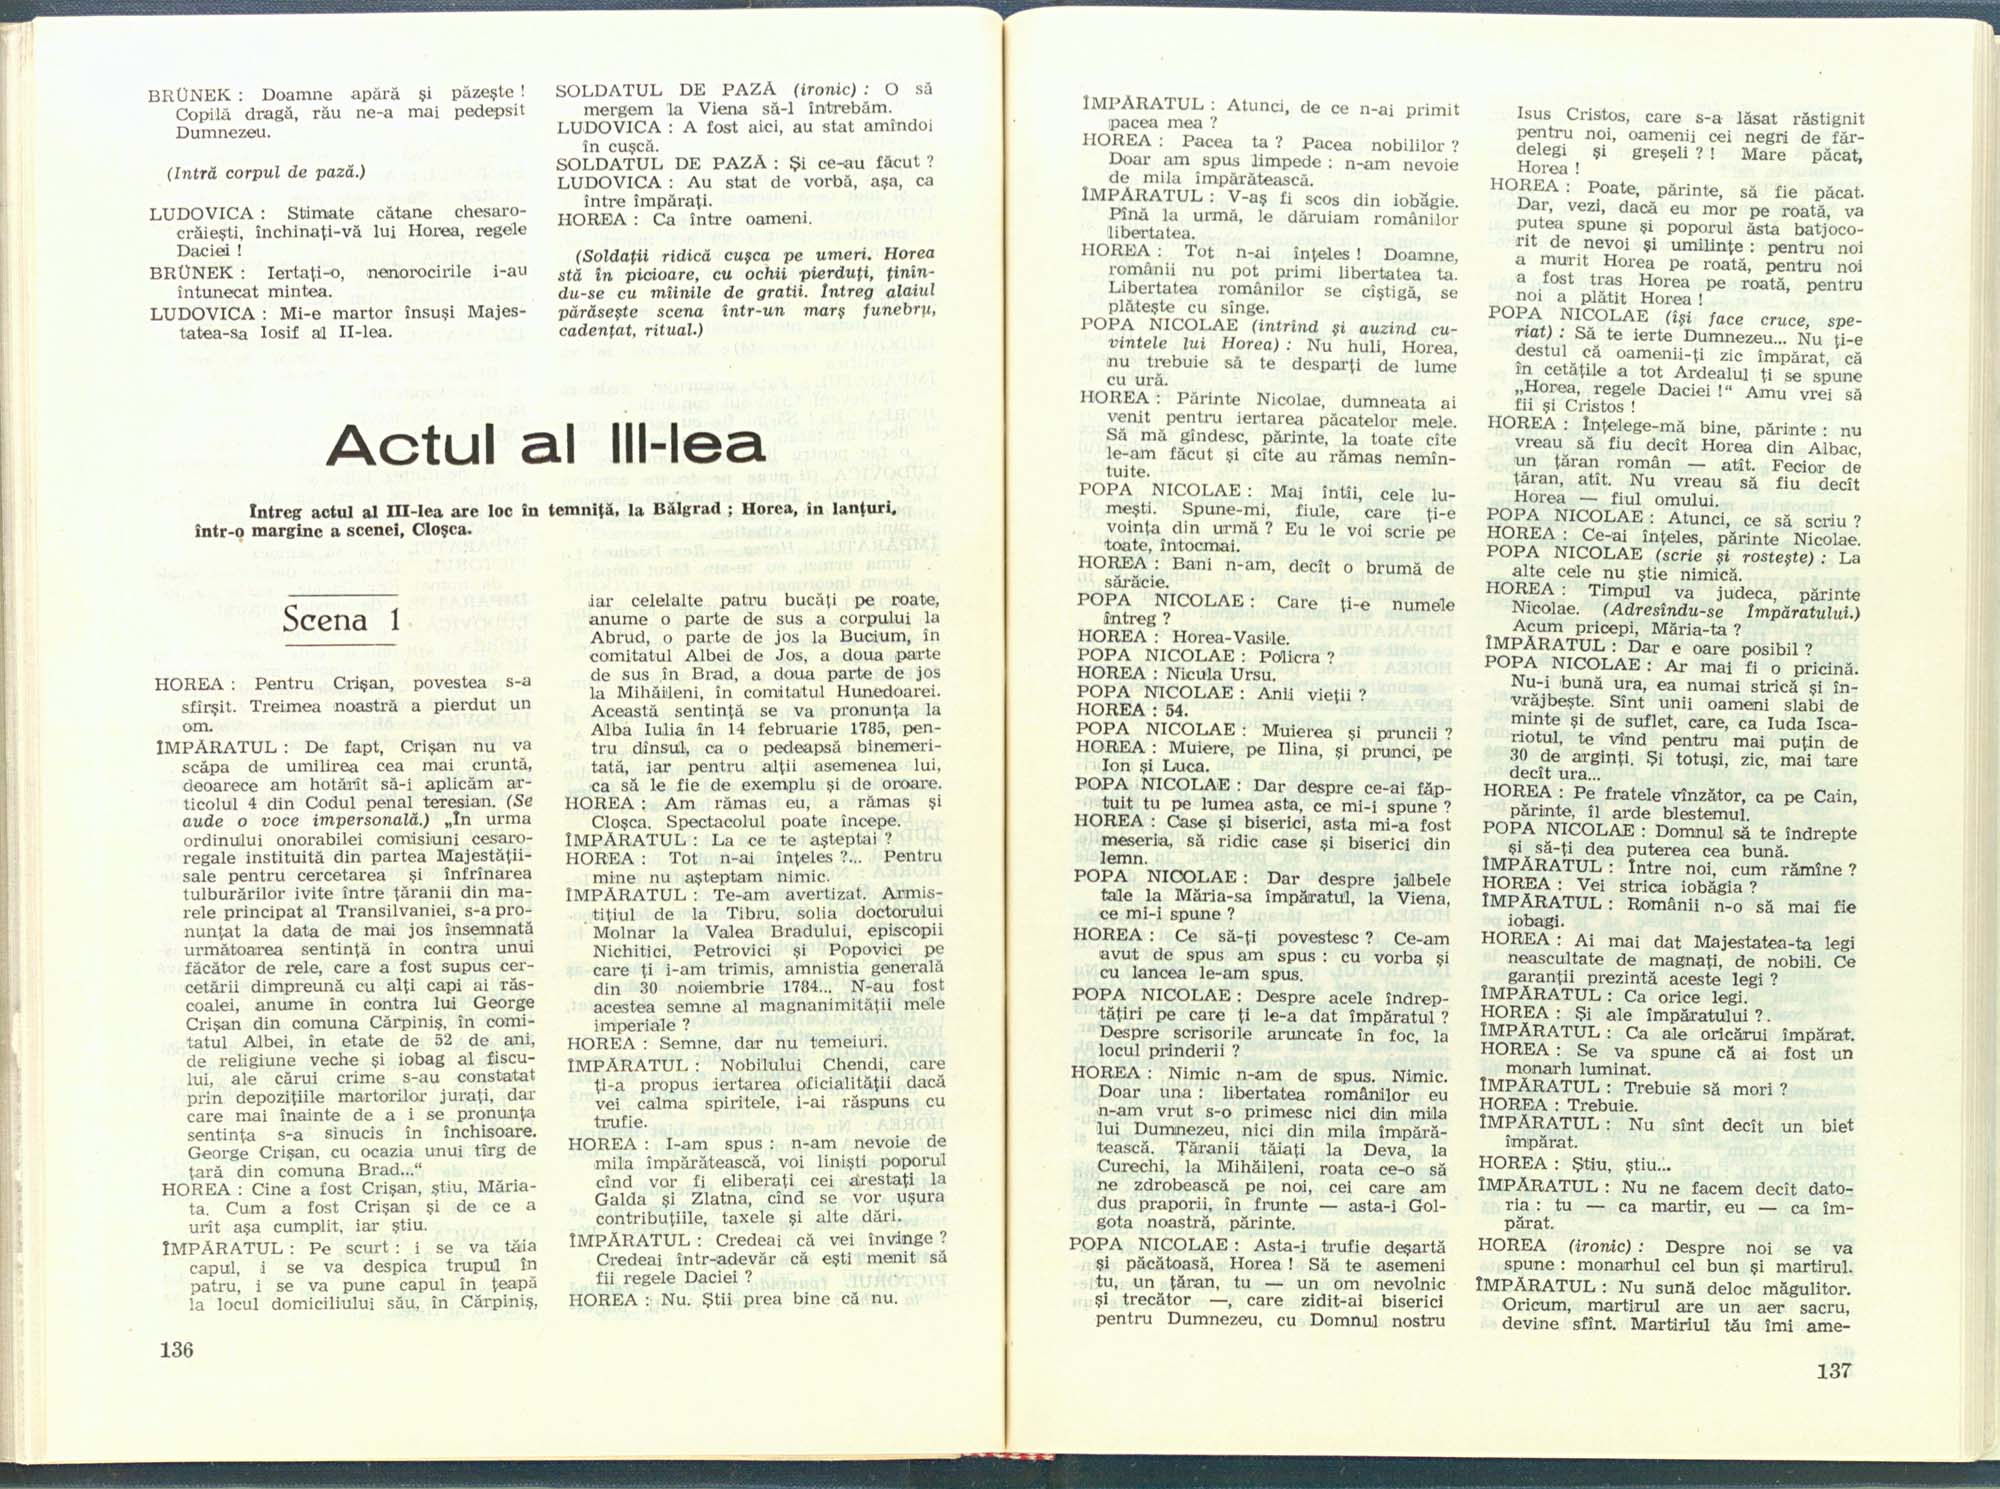 BRÜNEK : Doamne apără și păzește !
Copilă dragă, rău ne-a mai pedepsit
Dumnezeu.
(Intră corpul de pază.)
LUDOVICA : Stimate cătane chesaro-
crăiești, închinați-vă lui Horea, regele
Daciei !
BRÜNEK : Iertați-o, nenorocirile i-au
întunecat mintea.
LUDOVICA : Mi-e martor însuși Majes-
tatea-sa Iosif al II-lea.
SOLDATUL DE PAZĂ (ironic) : O să
mergem la Viena să-l întrebăm.
LUDOVICA : A fost aici, au stat amîndoi
în cușcă.
SOLDATUL DE PAZĂ : Și ce-au făcut ?
LUDOVICA : Au stat de vorbă, așa, ca
între împărați.
HOREA : Ca între oameni.
(Soldații ridică cușca pe umeri. Horea
stă în picioare, cu ochii pierduți, ținîn-
du-se cu mîinile de gratii. Întreg alaiul
părăsește scena într-un marș funebru,
cadențat, ritual.)
Actul al III-lea
Întreg actul al III-lea are loc în temniță, la Bălgrad ; Horea, în lanțuri,
într-o margine a scenei, Cloșca.
Scena 1
HOREA : Pentru Crișan, povestea s-a
sfîrșit. Treimea noastră a pierdut un
om.
ÎMPĂRATUL : De fapt, Crișan nu va
scăpa de umilirea cea mai cruntă,
deoarece am hotărît să-i aplicăm ar-
ticolul 4 din Codul penal teresian. (Se
aude o voce impersonală.) „În urma
ordinului onorabilei comisiuni cesaro-
regale instituită din partea Majestății-
sale pentru cercetarea și înfrînarea
tulburărilor ivite între țăranii din ma-
rele principat al Transilvaniei, s-a pro-
nunțat la data de mai jos însemnată
următoarea sentință în contra unui
făcător de rele, care a fost supus cer-
cetării dimpreună cu alți capi ai răs-
coalei, anume în contra lui George
Crișan din comuna Cărpiniș, în comi-
tatul Albei, în etate de 52 de ani,
de religiune veche și iobag al fiscu-
lui, ale cărui crime s-au constatat
prin depozițiile martorilor jurați, dar
care mai înainte de a i se pronunța
sentința s-a sinucis în închisoare.
George Crișan, cu ocazia unui tîrg de
țară din comuna Brad...“
HOREA : Cine a fost Crișan, știu, Măria-
ta. Cum a fost Crișan și de ce a
urît așa cumplit, iar știu.
ÎMPĂRATUL : Pe scurt : i se va tăia
capul, i se va despica trupul în
patru, i se va pune capul în țeapă
la locul domiciliului său, în Cărpiniș,
iar celelalte patru bucăți pe roate,
anume o parte de sus a corpului la
Abrud, o parte de jos la Bucium, în
comitatul Albei de Jos, a doua parte
de sus în Brad, a doua parte de jos
la Mihăileni, în comitatul Hunedoarei.
Această sentință se va pronunța la
Alba Iulia în 14 februarie 1785, pen-
tru dînsul, ca o pedeapsă binemeri-
tată, iar pentru alții asemenea lui,
ca să le fie de exemplu și de oroare.
HOREA : Am rămas eu, a rămas și
Cloșca. Spectacolul poate începe.
ÎMPĂRATUL : La ce te așteptai ?
HOREA : Tot n-ai înțeles ?... Pentru
mine nu așteptam nimic.
ÎMPĂRATUL : Te-am avertizat. Armis-
tițiul de la Tibru, solia doctorului
Molnar la Valea Bradului, episcopii
Nichitici, Petrovici și Popovici pe
care ți i-am trimis, amnistia generală
din 30 noiembrie 1784... N-au fost
acestea semne al magnanimității mele
imperiale ?
HOREA : Semne, dar nu temeiuri.
ÎMPĂRATUL : Nobilului Chendi, care
ți-a propus iertarea oficialității dacă
vei calma spiritele, i-ai răspuns cu
trufie.
HOREA : I-am spus : n-am nevoie de
mila împărătească, voi liniști poporul
cînd vor fi eliberați cei arestați la
Galda și Zlatna, cînd se vor ușura
contribuțiile, taxele și alte dări.
ÎMPĂRATUL : Credeai că vei învinge ?
Credeai într-adevăr că ești menit să
fii regele Daciei ?
HOREA : Nu. Știi prea bine că nu.
136
ÎMPĂRATUL : Atunci, de ce n-ai primit
pacea mea ?
HOREA : Pacea ta ? Pacea nobililor ?
Doar am spus limpede : n-am nevoie
de mila împărătească.
ÎMPĂRATUL : V-aș fi scos din iobăgie.
Pînă la urmă, le dăruiam românilor
libertatea.
HOREA : Tot n-ai înțeles ! Doamne,
românii nu pot primi libertatea ta.
Libertatea românilor se cîștigă, se
plătește cu sînge.
POPA NICOLAE (intrînd și auzind cu-
vintele lui Horea) : Nu huli, Horea,
nu trebuie să te desparți de lume
cu ură.
HOREA : Părinte Nicolae, dumneata ai
venit pentru iertarea păcatelor mele.
Să mă gîndesc, părinte, la toate cîte
le-am făcut și cîte au rămas nemîn-
tuite.
POPA NICOLAE : Mai întîi, cele lu-
mești. Spune-mi, fiule, care ți-e
voința din urmă ? Eu le voi scrie pe
toate, întocmai.
HOREA : Bani n-am, decît o brumă de
sărăcie.
POPA NICOLAE : Care ți-e numele
întreg ?
HOREA : Horea-Vasile.
POPA NICOLAE : Policra ?
HOREA : Nicula Ursu.
POPA NICOLAE : Anii vieții ?
HOREA : 54.
POPA NICOLAE : Muierea și pruncii ?
HOREA : Muiere, pe Ilina, și prunci, pe
Ion și Luca.
POPA NICOLAE : Dar despre ce-ai făp-
tuit tu pe lumea asta, ce mi-i spune ?
HOREA : Case și biserici, asta mi-a fost
meseria, să ridic case și biserici din
lemn.
POPA NICOLAE : Dar despre jalbele
tale la Măria-sa împăratul, la Viena,
ce mi-i spune ?
HOREA : Ce să-ți povestesc ? Ce-am
avut de spus am spus : cu vorba și
cu lancea le-am spus.
POPA NICOLAE : Despre acele îndrep-
tățiri pe care ți le-a dat împăratul ?
Despre scrisorile aruncate în foc, la
locul prinderii ?
HOREA : Nimic n-am de spus. Nimic.
Doar una : libertatea românilor eu
n-am vrut s-o primesc nici din mila
lui Dumnezeu, nici din mila împără-
tească. Țăranii tăiați la Deva, la
Curechi, la Mihăileni, roata ce-o să
ne zdrobească pe noi, cei care am
dus praporii, în frunte — asta-i Gol-
gota noastră, părinte.
POPA NICOLAE : Asta-i trufie deșartă
și păcătoasă, Horea ! Să te asemeni
tu, un țăran, tu — un om nevolnic
și trecător —, care zidit-ai biserici
pentru Dumnezeu, cu Domnul nostru
Isus Cristos, care s-a lăsat răstignit
pentru noi, oamenii cei negri de făr-
delegi și greșeli ? ! Mare păcat,
Horea !
HOREA : Poate, părinte, să fie păcat.
Dar, vezi, dacă eu mor pe roată, va
putea spune și poporul ăsta batjoco-
rit de nevoi și umilințe : pentru noi
a murit Horea pe roată, pentru noi
a fost tras Horea pe roată, pentru
noi a plătit Horea !
POPA NICOLAE (își face cruce, spe-
riat) : Să te ierte Dumnezeu... Nu ți-e
destul că oamenii-ți zic împărat, că
în cetățile a tot Ardealul ți se spune
„Horea, regele Daciei !“ Amu vrei să
fii și Cristos !
HOREA : Înțelege-mă bine, părinte : nu
vreau să fiu decît Horea din Albac,
un țăran român — atît. Fecior de
țăran, atît. Nu vreau să fiu decît
Horea — fiul omului.
POPA NICOLAE : Atunci, ce să scriu ?
HOREA : Ce-ai înțeles, părinte Nicolae.
POPA NICOLAE (scrie și rostește) : La
alte cele nu știe nimică.
HOREA : Timpul va judeca, părinte
Nicolae. (Adresîndu-se Împăratului.)
Acum pricepi, Măria-ta ?
ÎMPĂRATUL : Dar e oare posibil ?
POPA NICOLAE : Ar mai fi o pricină.
Nu-i bună ura, ea numai strică și în-
vrăjbește. Sînt unii oameni slabi de
minte și de suflet, care, ca Iuda Isca-
riotul, te vînd pentru mai puțin de
30 de arginți. Și totuși, zic, mai tare
decît ura...
HOREA : Pe fratele vînzător, ca pe Cain,
părinte, îl arde blestemul.
POPA NICOLAE : Domnul să te îndrepte
și să-ți dea puterea cea bună.
ÎMPĂRATUL : Între noi, cum rămîne ?
HOREA : Vei strica iobăgia ?
ÎMPĂRATUL : Românii n-o să mai fie
iobagi.
HOREA : Ai mai dat Majestatea-ta legi
neascultate de magnați, de nobili. Ce
garanții prezintă aceste legi ?
ÎMPĂRATUL : Ca orice legi.
HOREA : Și ale împăratului ?.
ÎMPĂRATUL : Ca ale oricărui împărat.
HOREA : Se va spune că ai fost un
monarh luminat.
ÎMPĂRATUL : Trebuie să mori ?
HOREA : Trebuie.
ÎMPĂRATUL : Nu sînt decît un biet
împărat.
HOREA : Știu, știu...
ÎMPĂRATUL : Nu ne facem decît dato-
ria : tu — ca martir, eu — ca îm-
părat.
HOREA (ironic) : Despre noi se va
spune : monarhul cel bun și martirul.
ÎMPĂRATUL : Nu sună deloc măgulitor.
Oricum, martirul are un aer sacru,
devine sfînt. Martiriul tău îmi ame-
137